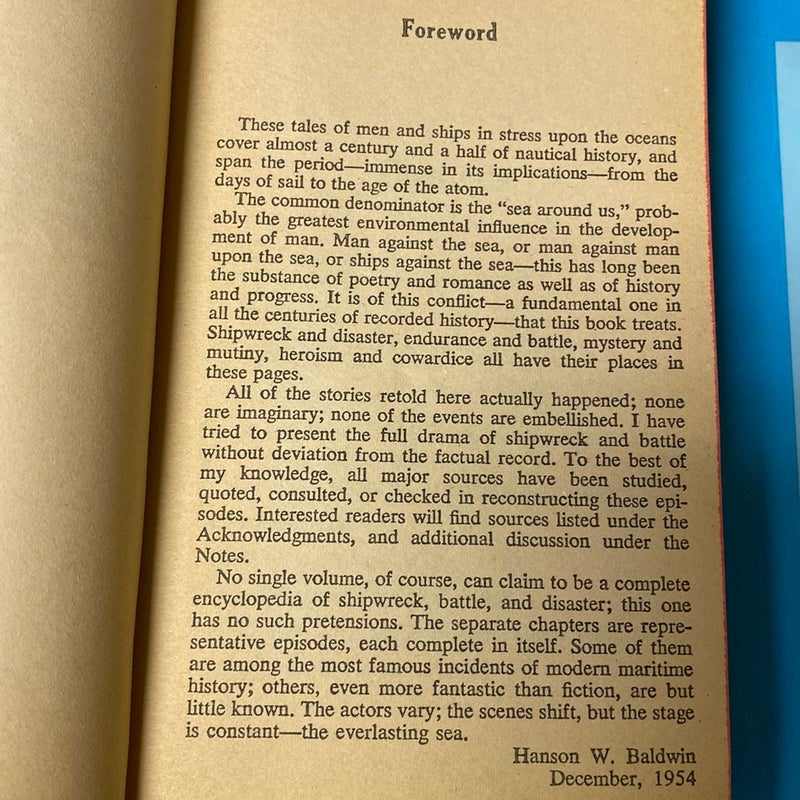 Foreword
These tales of men and ships in stress upon the oceans
cover almost a century and a half of nautical history, and
span the period—immense in its implications—from the
days of sail to the age of the atom.
The common denominator is the “sea around us,” prob-
ably the greatest environmental influence in the develop-
ment of man. Man against the sea, or man against man
upon the sea, or ships against the sea—this has long been
the substance of poetry and romance as well as of history
and progress. It is of this conflict—a fundamental one in
all the centuries of recorded history—that this book treats.
Shipwreck and disaster, endurance and battle, mystery and
mutiny, heroism and cowardice all have their places in
these pages.
All of the stories retold here actually happened; none
are imaginary; none of the events are embellished. I have
tried to present the full drama of shipwreck and battle
without deviation from the factual record. To the best of
my knowledge, all major sources have been studied,
quoted, consulted, or checked in reconstructing these epi-
sodes. Interested readers will find sources listed under the
Acknowledgments, and additional discussion under the
Notes.
No single volume, of course, can claim to be a complete
encyclopedia of shipwreck, battle, and disaster; this one
has no such pretensions. The separate chapters are repre-
sentative episodes, each complete in itself. Some of them
are among the most famous incidents of modern maritime
history; others, even more fantastic than fiction, are but
little known. The actors vary; the scenes shift, but the stage
is constant—the everlasting sea.
Hanson W. Baldwin
December, 1954